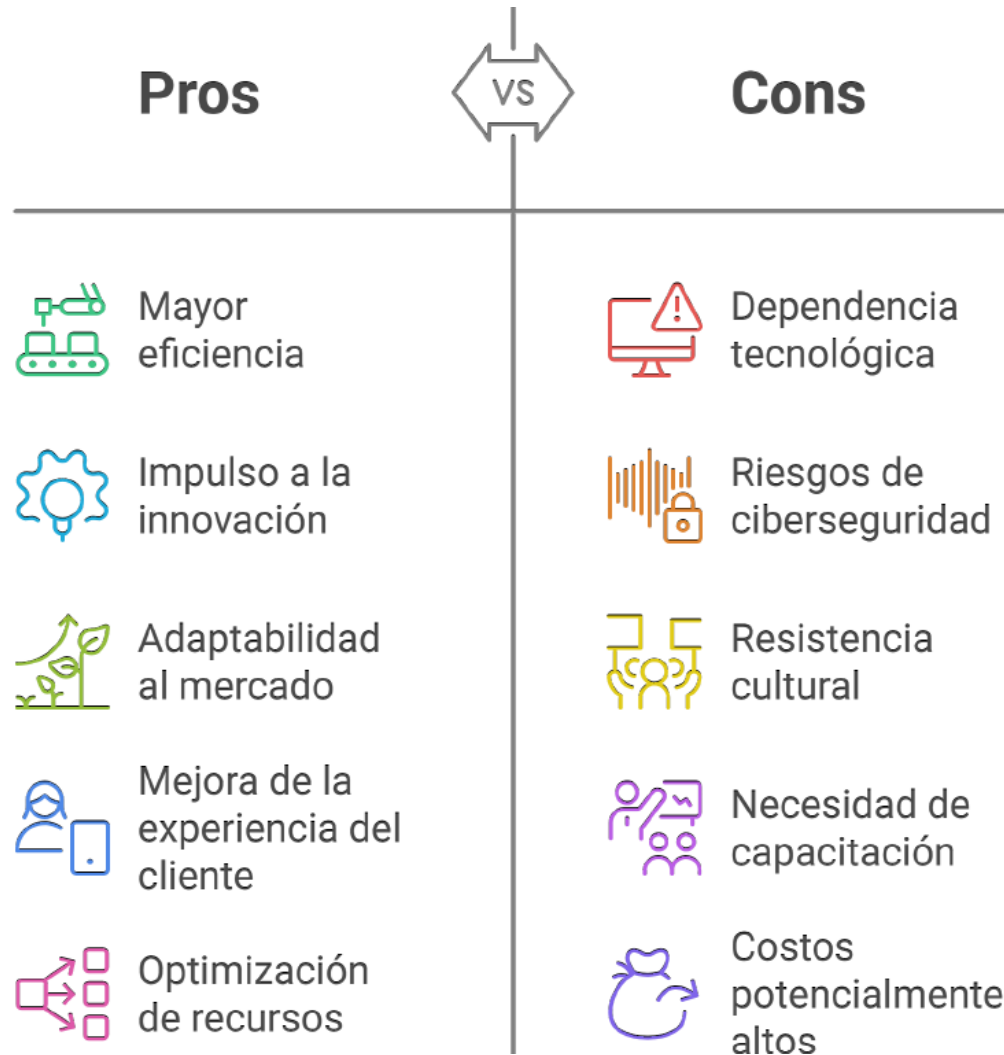 Pros
VS
Cons
Mayor
eficiencia
Dependencia
tecnológica
Impulso a la
innovación
Riesgos de
ciberseguridad
Adaptabilidad
al mercado
Resistencia
cultural
Mejora de la
experiencia del
cliente
Necesidad de
capacitación
Optimización
de recursos
Costos
potencialmente
altos